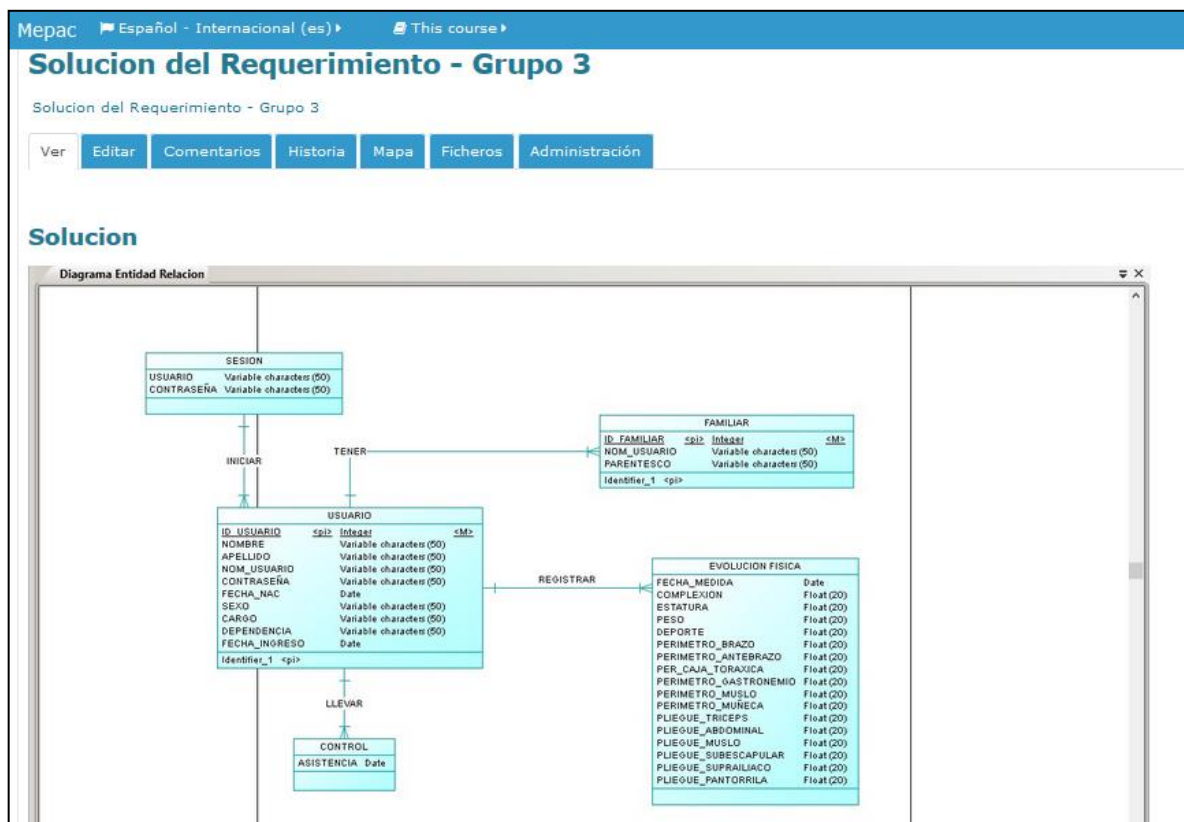 Mepac Español - Internacional (es) This course
Solucion del Requerimiento - Grupo 3
Solucion del Requerimiento - Grupo 3
Ver Editar Comentarios Historia Mapa Ficheros Administración
Solucion
Diagrama Entidad Relacion
SESION
USUARIO Variable characters (50)
CONTRASEÑA Variable characters (50)
INICIAR
TENER
FAMILIAR
ID_FAMILIAR <pi> Integer <M>
NOM_USUARIO Variable characters (50)
PARENTESCO Variable characters (50)
Identifier_1 <pi>
USUARIO
ID_USUARIO <pi> Integer <M>
NOMBRE Variable characters (50)
APELLIDO Variable characters (50)
NOM_USUARIO Variable characters (50)
CONTRASEÑA Variable characters (50)
FECHA_NAC Date
SEXO Variable characters (50)
CARGO Variable characters (50)
DEPENDENCIA Variable characters (50)
FECHA_INGRESO Date
Identifier_1 <pi>
REGISTRAR
EVOLUCION FISICA
FECHA_MEDIDA Date
COMPLEXION Float (20)
ESTATURA Float (20)
PESO Float (20)
DEPORTE Float (20)
PERIMETRO_BRAZO Float (20)
PERIMETRO_ANTEBRAZO Float (20)
PER_CAJA_TORAXICA Float (20)
PERIMETRO_GASTRONEMIO Float (20)
PERIMETRO_MUSLO Float (20)
PERIMETRO_MUÑECA Float (20)
PLIEGUE_TRICEPS Float (20)
PLIEGUE_ABDOMINAL Float (20)
PLIEGUE_MUSLO Float (20)
PLIEGUE_SUBESCAPULAR Float (20)
PLIEGUE_SUPRAILIACO Float (20)
PLIEGUE_PANTORRILA Float (20)
LLEVAR
CONTROL
ASISTENCIA Date